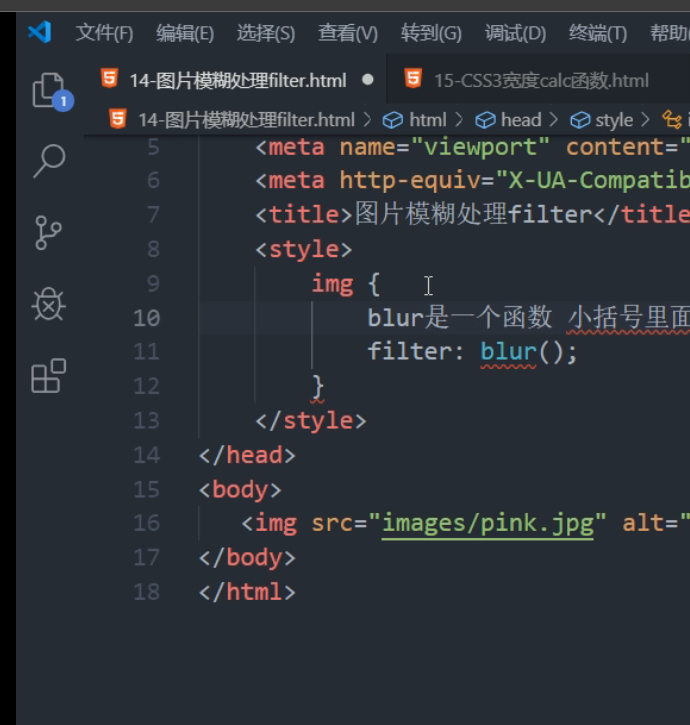 文件(F) 编辑(E) 选择(S) 查看(V) 转到(G) 调试(D) 终端(T) 帮助
14-图片模糊处理filter.html 15-CSS3宽度calc函数.html
14-图片模糊处理filter.html > html > head > style >
1
5 <meta name="viewport" content="
6 <meta http-equiv="X-UA-Compatib
7 <title>图片模糊处理filter</title
8 <style>
9 img {
10 blur是一个函数 小括号里面
11 filter: blur();
12 }
13 </style>
14 </head>
15 <body>
16 <img src="images/pink.jpg" alt="
17 </body>
18 </html>